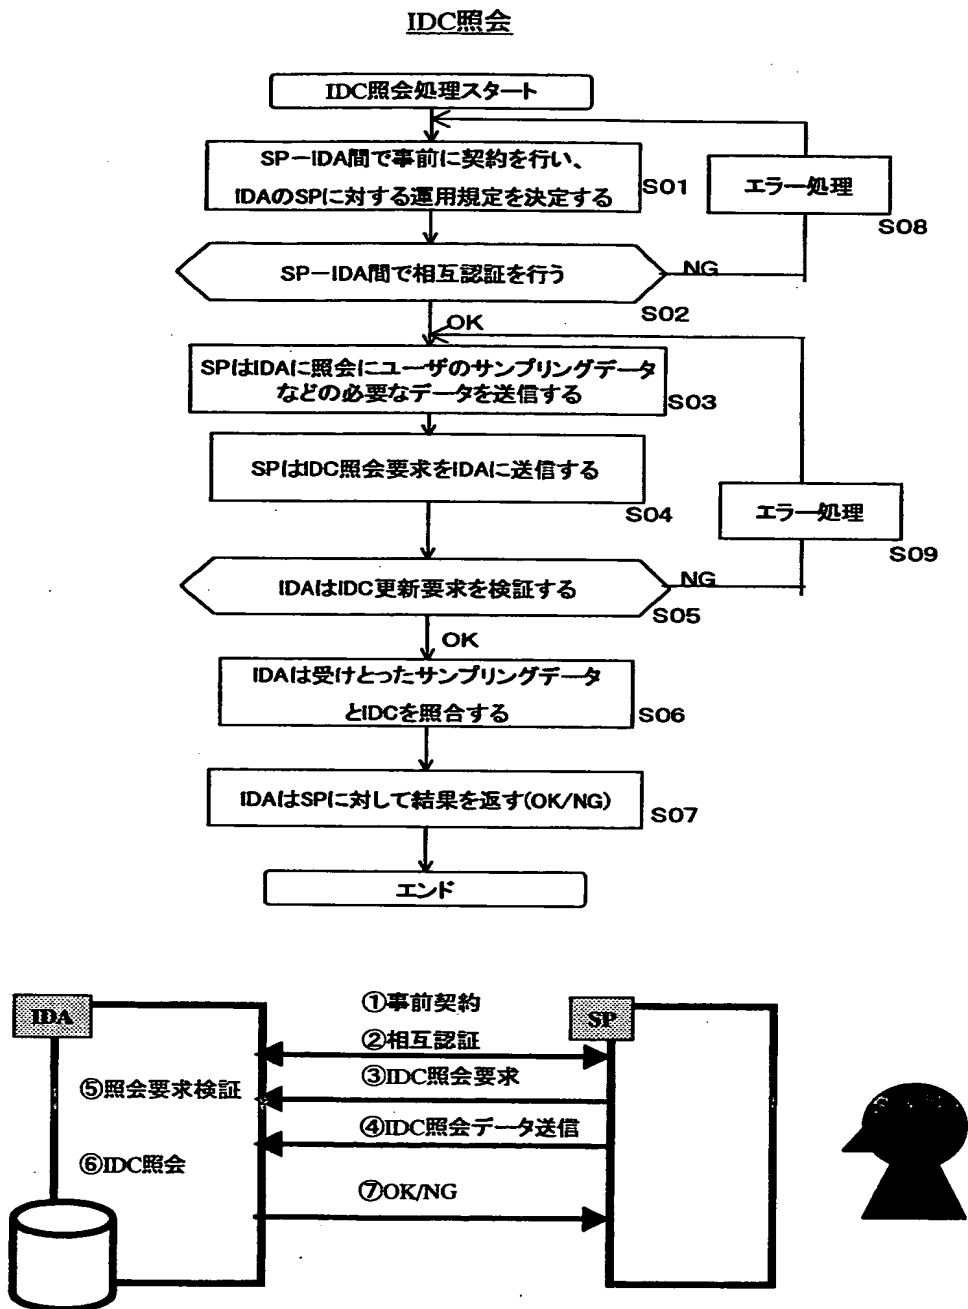 IDC照会
IDC照会処理スタート
SP－IDA間で事前に契約を行い、
IDAのSPに対する運用規定を決定する
S01
エラー処理
S08
SP－IDA間で相互認証を行う
NG
S02
OK
SPはIDAに照会にユーザのサンプリングデータ
などの必要なデータを送信する
S03
SPはIDC照会要求をIDAに送信する
S04
エラー処理
S09
IDAはIDC更新要求を検証する
NG
S05
OK
IDAは受けとったサンプリングデータ
とIDCを照合する
S06
IDAはSPに対して結果を返す(OK/NG)
S07
エンド
IDA
①事前契約
SP
②相互認証
③IDC照会要求
⑤照会要求検証
④IDC照会データ送信
⑥IDC照会
⑦OK/NG